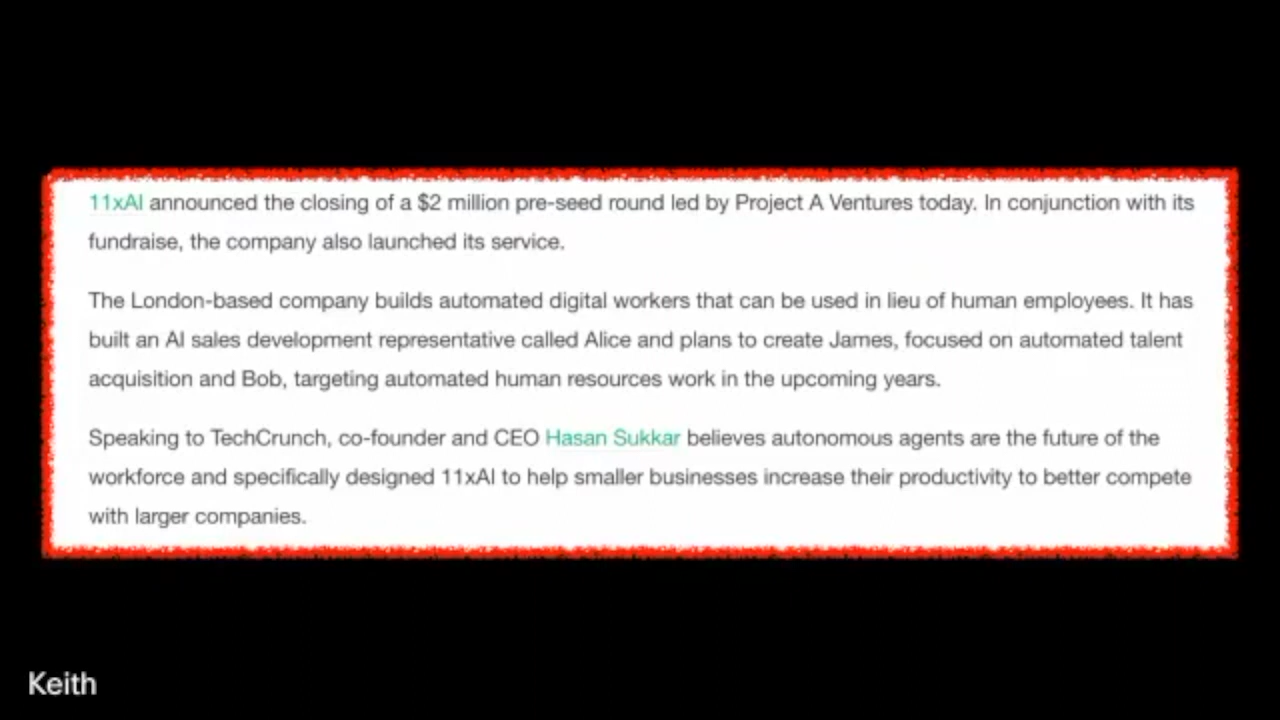 11xAI announced the closing of a $2 million pre-seed round led by Project A Ventures today. In conjunction with its
fundraise, the company also launched its service.
The London-based company builds automated digital workers that can be used in lieu of human employees. It has
built an AI sales development representative called Alice and plans to create James, focused on automated talent
acquisition and Bob, targeting automated human resources work in the upcoming years.
Speaking to TechCrunch, co-founder and CEO Hasan Sukkar believes autonomous agents are the future of the
workforce and specifically designed 11xAI to help smaller businesses increase their productivity to better compete
with larger companies.
Keith